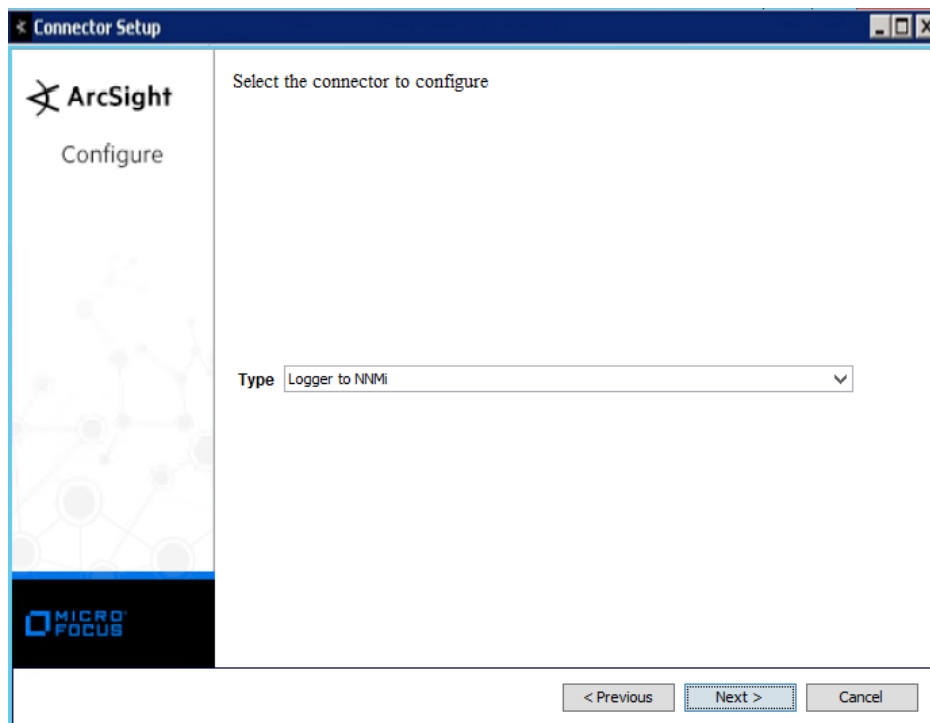 Connector Setup
ArcSight
Configure
Select the connector to configure
Type Logger to NNMi
MICRO
FOCUS
< Previous Next > Cancel